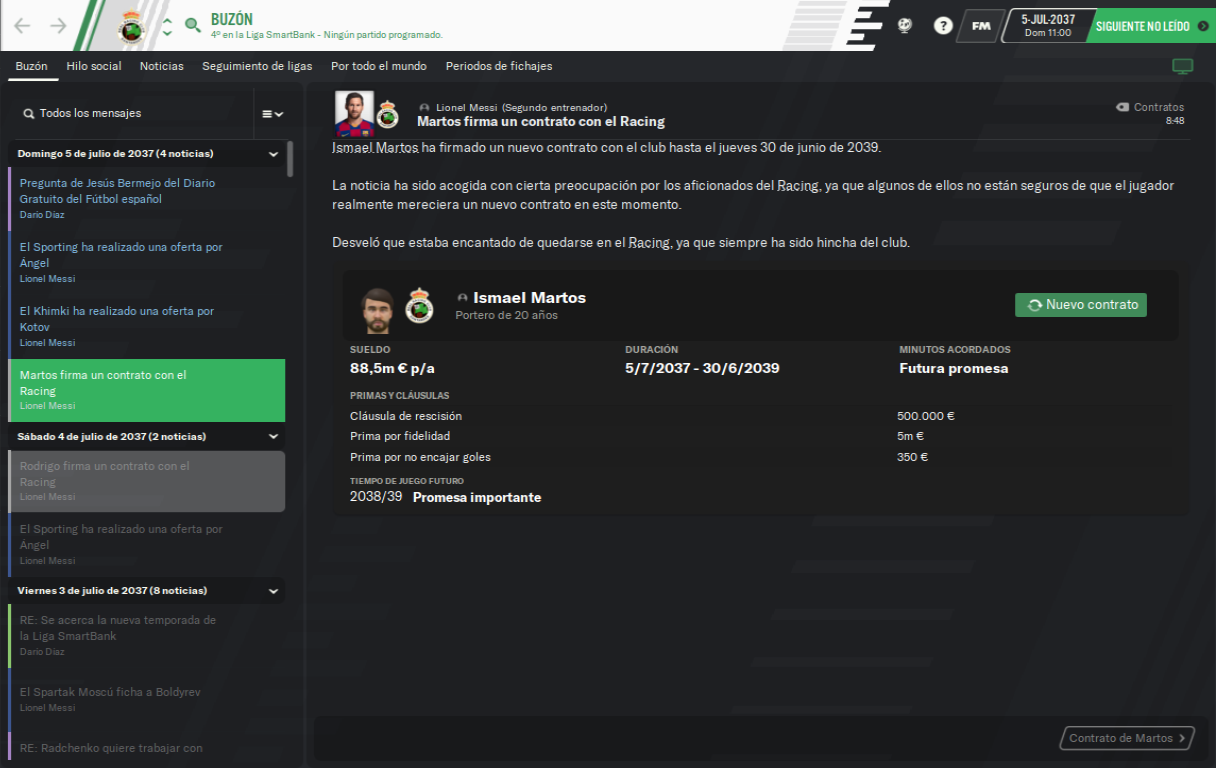 BUZÓN
4º en la Liga SmartBank - Ningún partido programado.
?
FM
5-JUL-2037
Dom 11:00
SIGUIENTE NO LEÍDO
Buzón
Hilo social
Noticias
Seguimiento de ligas
Por todo el mundo
Periodos de fichajes
Todos los mensajes
Domingo 5 de julio de 2037 (4 noticias)
Pregunta de Jesús Bermejo del Diario
Gratuito del Fútbol español
Darío Díaz
El Sporting ha realizado una oferta por
Ángel
Lionel Messi
El Khimki ha realizado una oferta por
Kotov
Lionel Messi
Martos firma un contrato con el
Racing
Lionel Messi
Sábado 4 de julio de 2037 (2 noticias)
Rodrigo firma un contrato con el
Racing
Lionel Messi
El Sporting ha realizado una oferta por
Ángel
Lionel Messi
Viernes 3 de julio de 2037 (8 noticias)
RE: Se acerca la nueva temporada de
la Liga SmartBank
Darío Díaz
El Spartak Moscú ficha a Boldyrev
Lionel Messi
RE: Radchenko quiere trabajar con
Lionel Messi (Segundo entrenador)
Martos firma un contrato con el Racing
Contratos
8:48
Ismael Martos ha firmado un nuevo contrato con el club hasta el jueves 30 de junio de 2039.
La noticia ha sido acogida con cierta preocupación por los aficionados del Racing, ya que algunos de ellos no están seguros de que el jugador
realmente mereciera un nuevo contrato en este momento.
Desveló que estaba encantado de quedarse en el Racing, ya que siempre ha sido hincha del club.
Ismael Martos
Portero de 20 años
Nuevo contrato
SUELDO
88,5m € p/a
DURACIÓN
5/7/2037 - 30/6/2039
MINUTOS ACORDADOS
Futura promesa
PRIMAS Y CLÁUSULAS
Cláusula de rescisión 500.000 €
Prima por fidelidad 5m €
Prima por no encajar goles 350 €
TIEMPO DE JUEGO FUTURO
2038/39 Promesa importante
Contrato de Martos